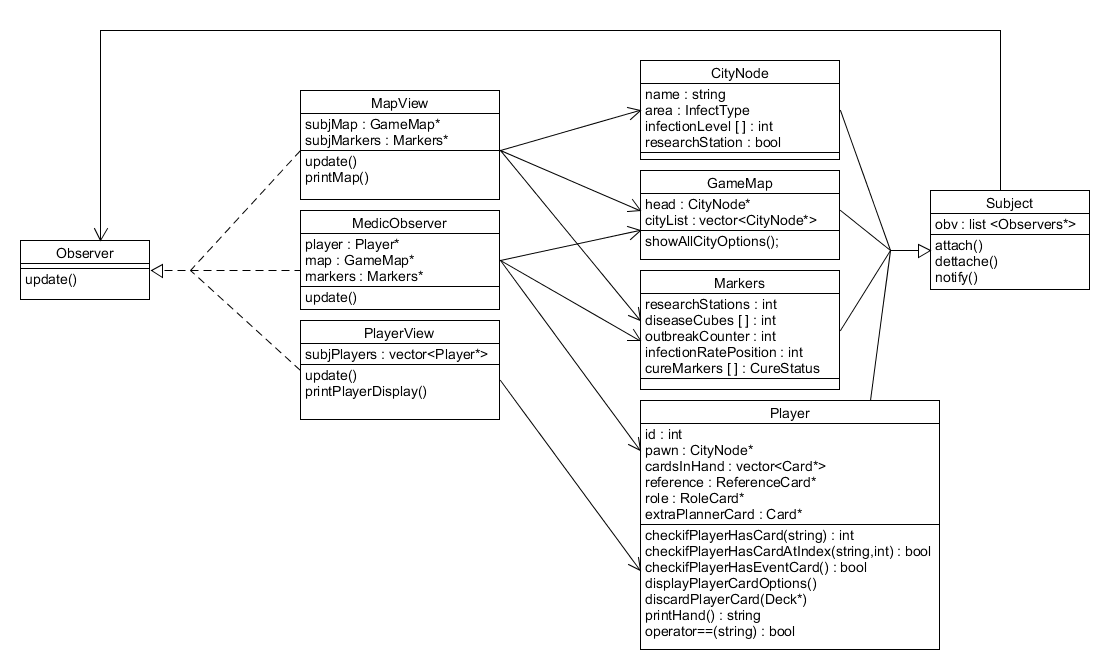 Observer
update()
MapView
subjMap : GameMap*
subjMarkers : Markers*
update()
printMap()
MedicObserver
player : Player*
map : GameMap*
markers : Markers*
update()
PlayerView
subjPlayers : vector<Player*>
update()
printPlayerDisplay()
CityNode
name : string
area : InfectType
infectionLevel [ ] : int
researchStation : bool
GameMap
head : CityNode*
cityList : vector<CityNode*>
showAllCityOptions();
Markers
researchStations : int
diseaseCubes [ ] : int
outbreakCounter : int
infectionRatePosition : int
cureMarkers [ ] : CureStatus
Player
id : int
pawn : CityNode*
cardsInHand : vector<Card*>
reference : ReferenceCard*
role : RoleCard*
extraPlannerCard : Card*
checkifPlayerHasCard(string) : int
checkifPlayerHasCardAtIndex(string,int) : bool
checkifPlayerHasEventCard() : bool
displayPlayerCardOptions()
discardPlayerCard(Deck*)
printHand() : string
operator==(string) : bool
Subject
obv : list <Observers*>
attach()
dettache()
notify()